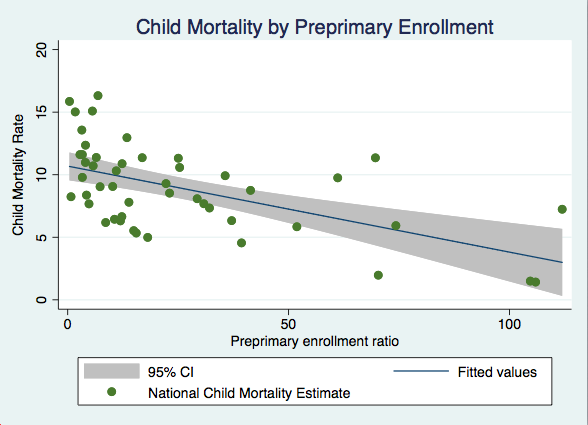 Child Mortality by Preprimary Enrollment
20
15
10
5
0
Child Mortality Rate
0 50 100
Preprimary enrollment ratio
95% CI Fitted values
National Child Mortality Estimate